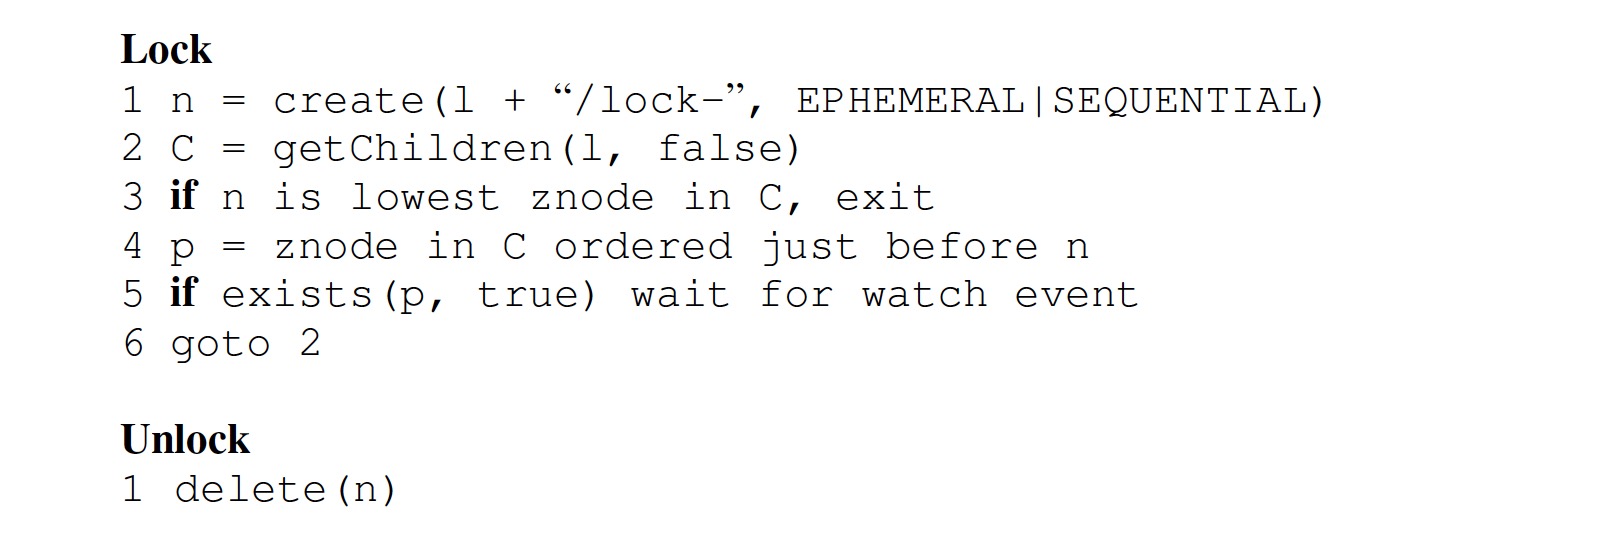 Lock
1 n = create(l + “/lock-”, EPHEMERAL|SEQUENTIAL)
2 C = getChildren(l, false)
3 if n is lowest znode in C, exit
4 p = znode in C ordered just before n
5 if exists(p, true) wait for watch event
6 goto 2
Unlock
1 delete(n)